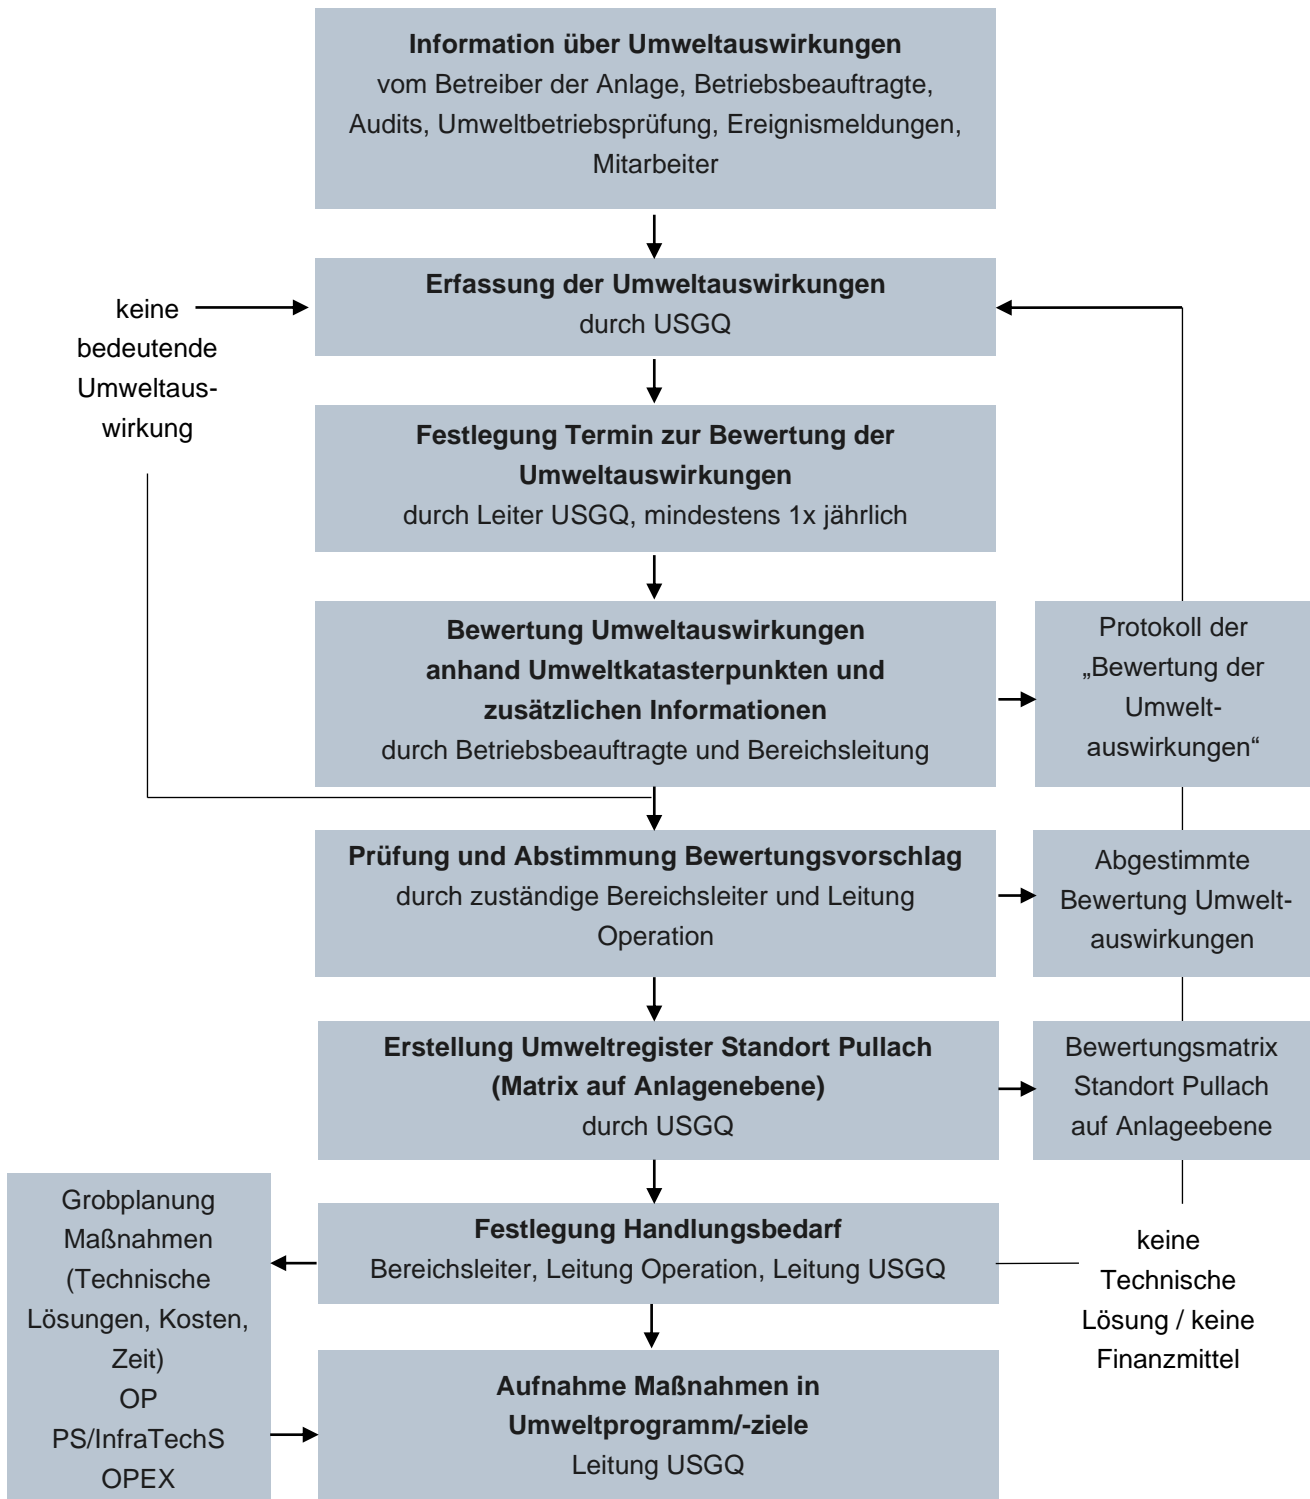 Information über Umweltauswirkungen
vom Betreiber der Anlage, Betriebsbeauftragte,
Audits, Umweltbetriebsprüfung, Ereignismeldungen,
Mitarbeiter
Erfassung der Umweltauswirkungen
durch USGQ
keine
bedeutende
Umweltaus-
wirkung
Festlegung Termin zur Bewertung der
Umweltauswirkungen
durch Leiter USGQ, mindestens 1x jährlich
Bewertung Umweltauswirkungen
anhand Umweltkatasterpunkten und
zusätzlichen Informationen
durch Betriebsbeauftragte und Bereichsleitung
Protokoll der
„Bewertung der
Umwelt-
auswirkungen“
Prüfung und Abstimmung Bewertungsvorschlag
durch zuständige Bereichsleiter und Leitung
Operation
Abgestimmte
Bewertung Umwelt-
auswirkungen
Erstellung Umweltregister Standort Pullach
(Matrix auf Anlagenebene)
durch USGQ
Bewertungsmatrix
Standort Pullach
auf Anlageebene
Grobplanung
Maßnahmen
(Technische
Lösungen, Kosten,
Zeit)
OP
PS/InfraTechS
OPEX
Festlegung Handlungsbedarf
Bereichsleiter, Leitung Operation, Leitung USGQ
keine
Technische
Lösung / keine
Finanzmittel
Aufnahme Maßnahmen in
Umweltprogramm/-ziele
Leitung USGQ